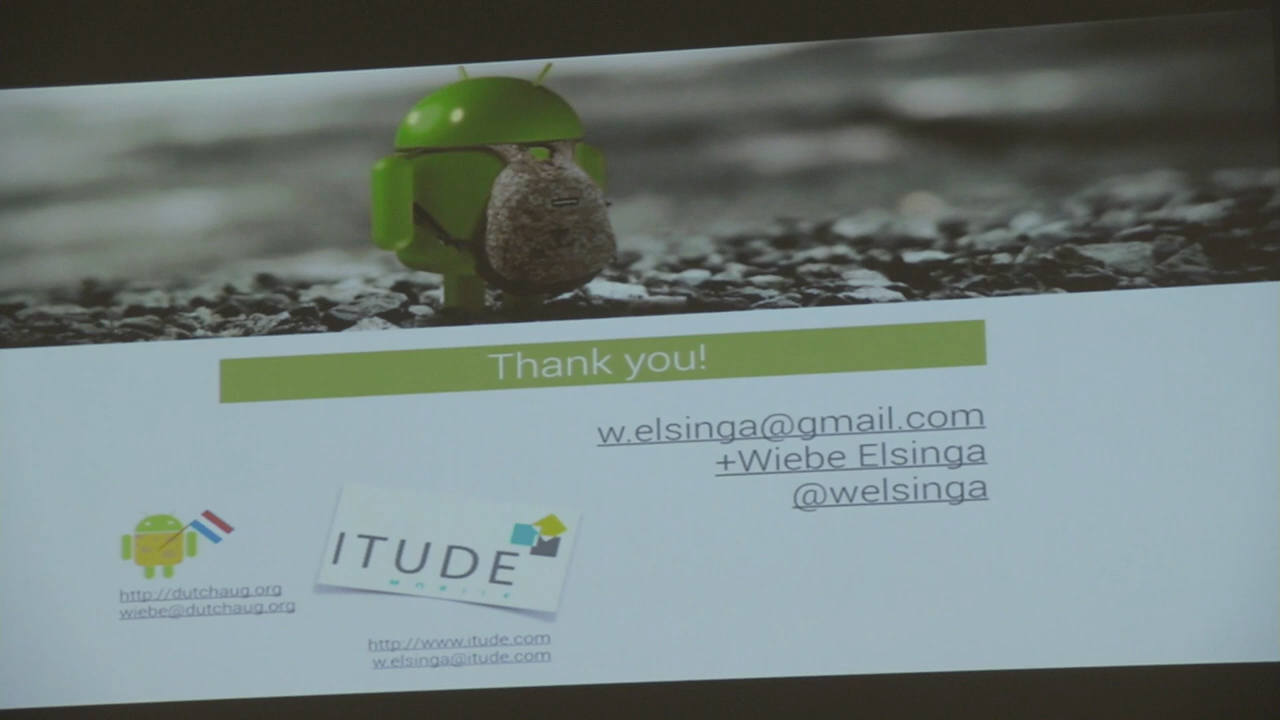 Thank you!
w.elsinga@gmail.com
+Wiebe Elsinga
@welsinga
http://dutchaug.org
wiebe@dutchaug.org
ITUDE
MOBILE
http://www.itude.com
w.elsinga@itude.com